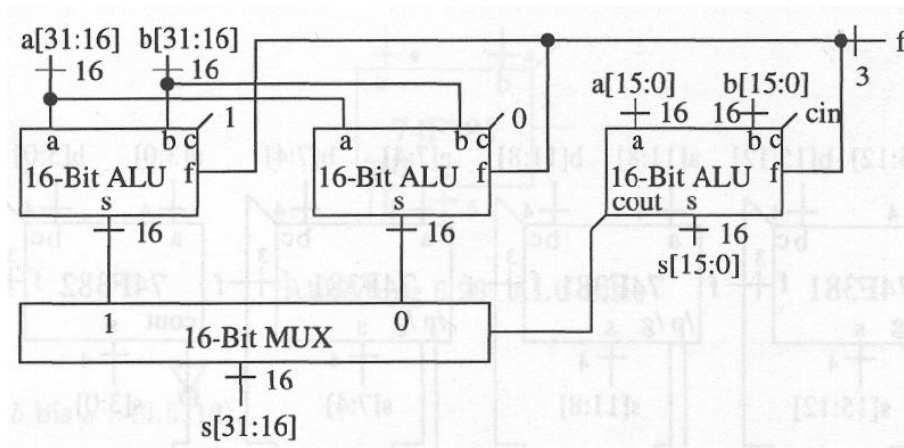 a[31:16] b[31:16]
16 16
f
3
a[15:0] b[15:0]
16 16
1
0
cin
a b c
16-Bit ALU f
s
a b c
16-Bit ALU f
s
a b c
16-Bit ALU f
cout s
16
16
16
s[15:0]
1 0
16-Bit MUX
16
s[31:16]